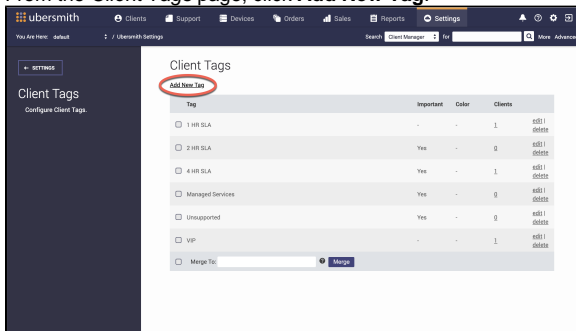 From the Client Tags page, click Add New Tag.
ubersmith Clients Support Devices Orders Sales Reports Settings
You Are Here: default / Ubersmith Settings Search Client Manager for More Advance
← SETTINGS
Client Tags
Configure Client Tags.
Client Tags
Add New Tag
Tag Important Color Clients
1 HR SLA - - 1 edit | delete
2 HR SLA Yes - 0 edit | delete
4 HR SLA Yes - 1 edit | delete
Managed Services Yes - 0 edit | delete
Unsupported Yes - 0 edit | delete
VIP - - 1 edit | delete
Merge To: Merge